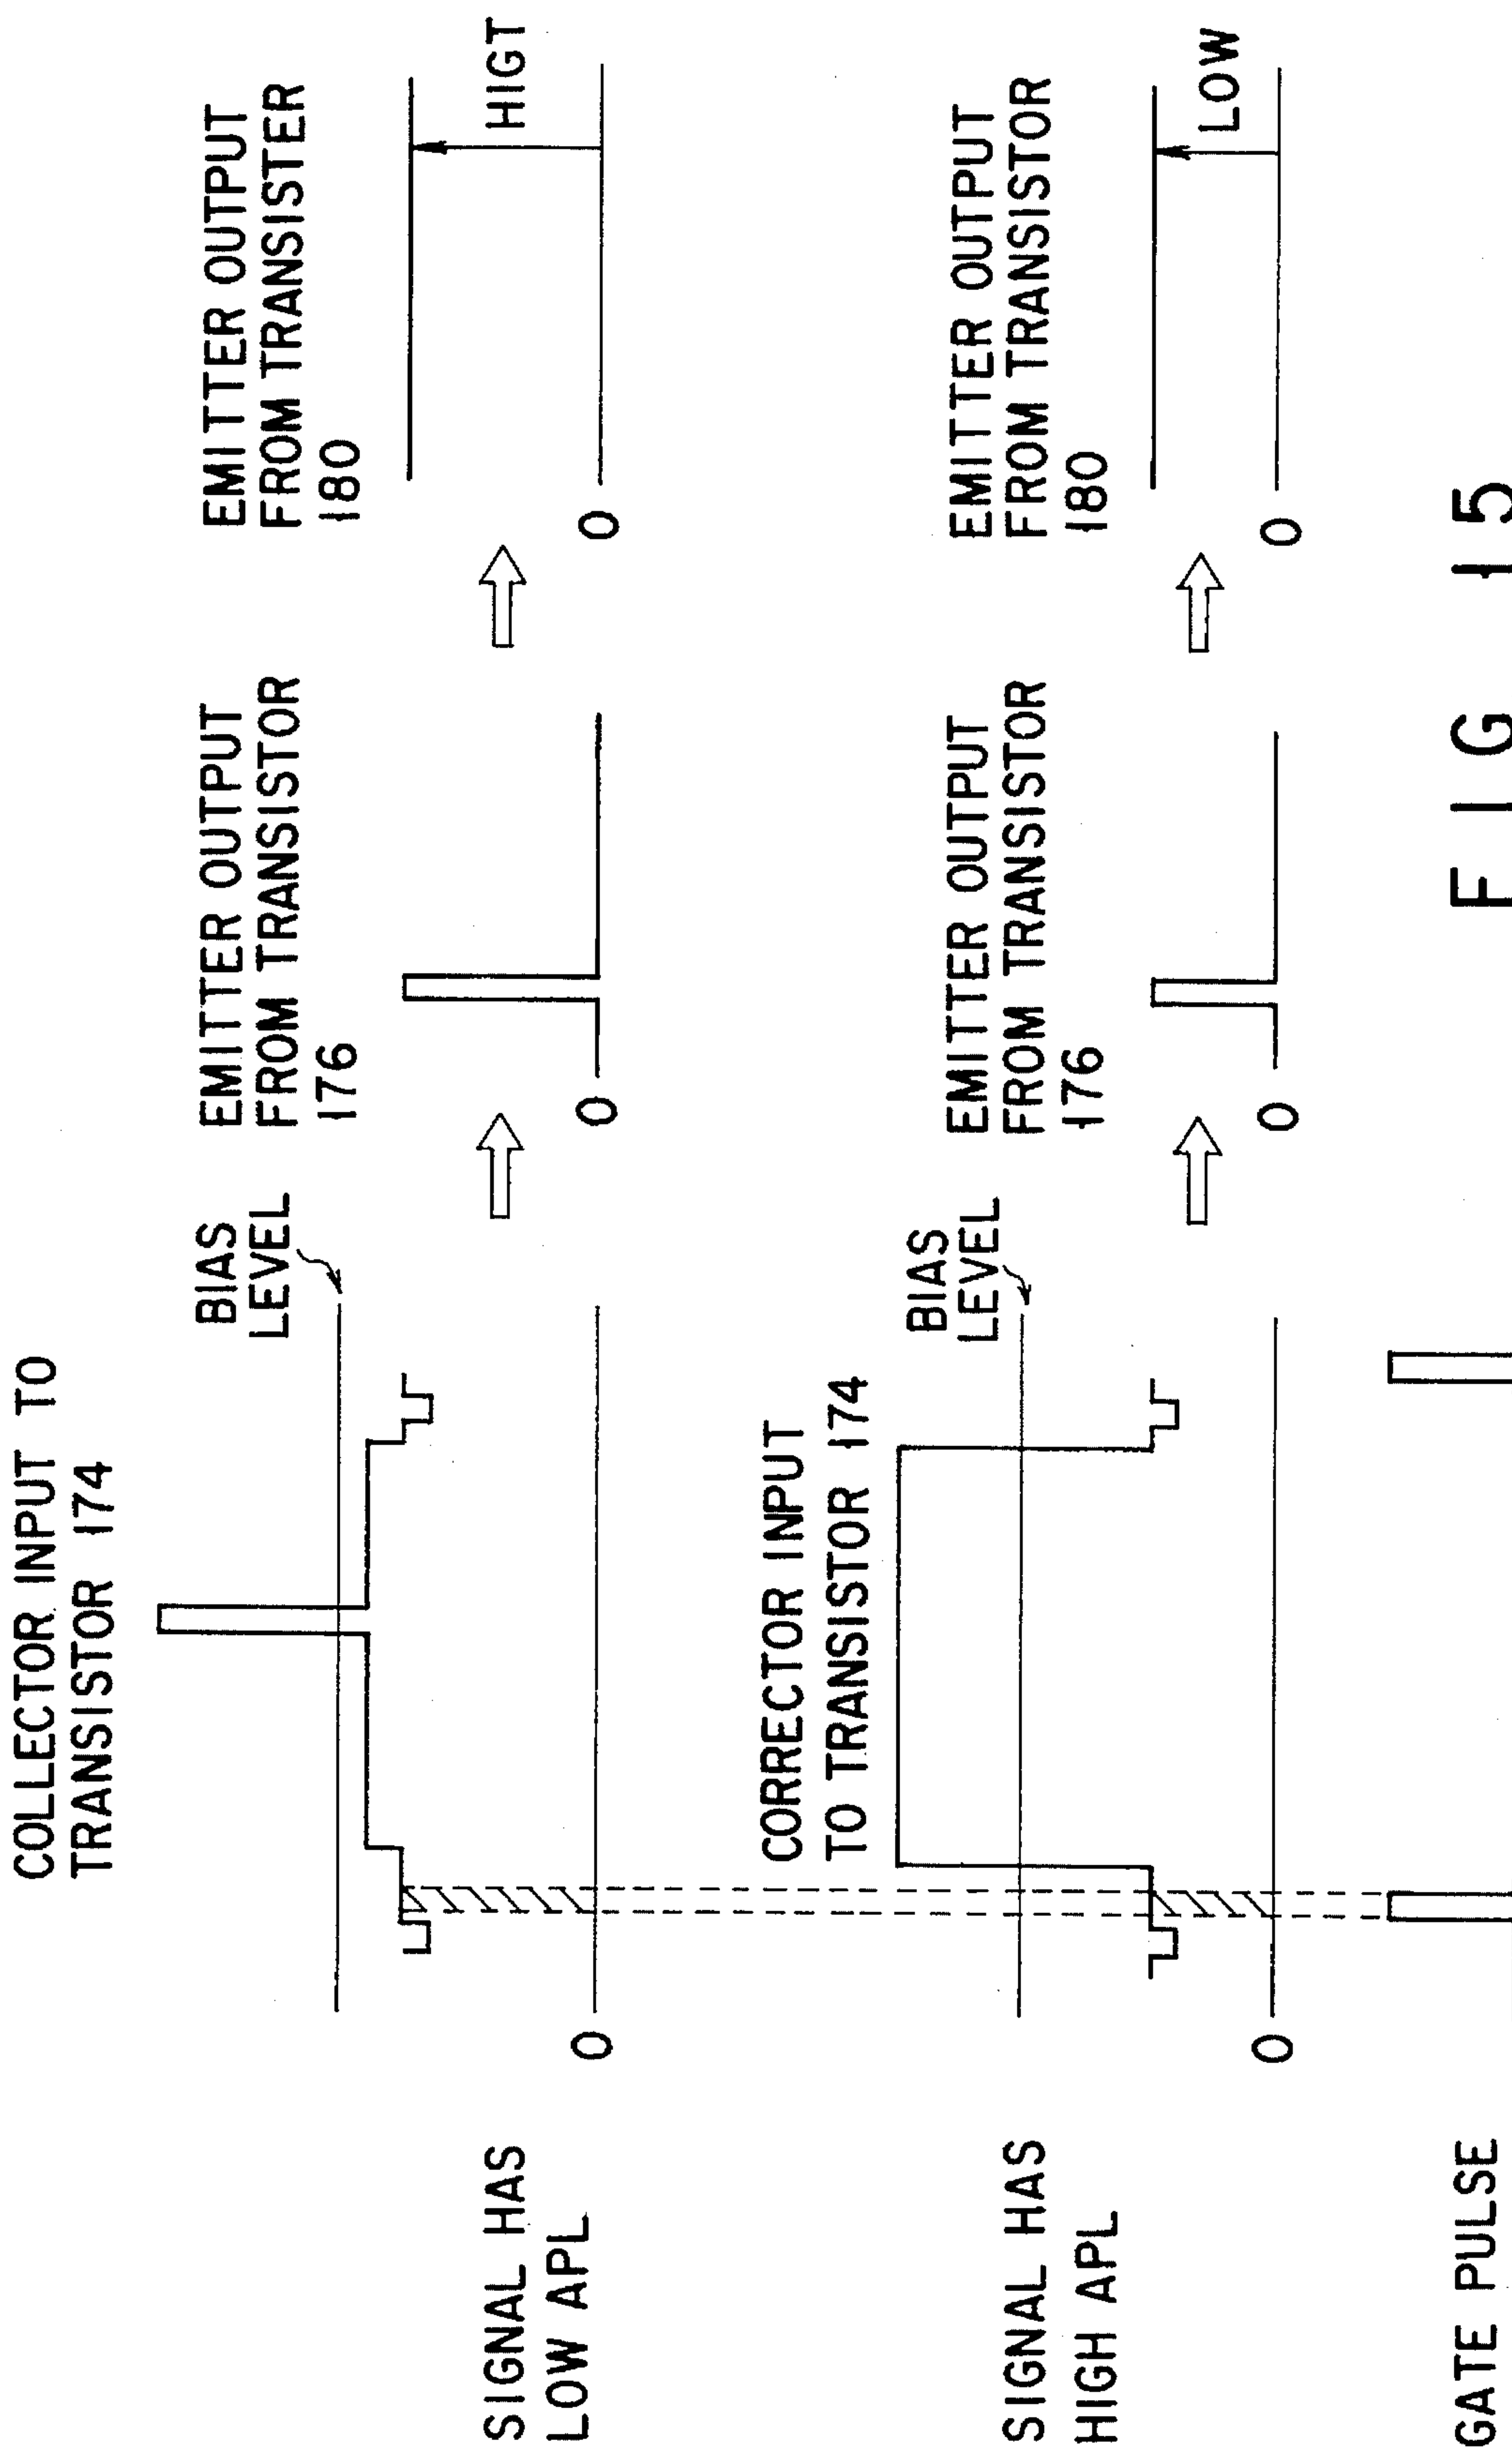 COLLECTOR INPUT TO
TRANSISTOR 174
BIAS
LEVEL
EMITTER OUTPUT
FROM TRANSISTOR
176
EMITTER OUTPUT
FROM TRANSISTER
180
SIGNAL HAS
LOW APL
0
0
0
HIGT
CORRECTOR INPUT
TO TRANSISTOR 174
BIAS
LEVEL
EMITTER OUTPUT
FROM TRANSISTOR
176
EMITTER OUTPUT
FROM TRANSISTOR
180
SIGNAL HAS
HIGH APL
0
0
0
LOW
GATE PULSE
FIG 15